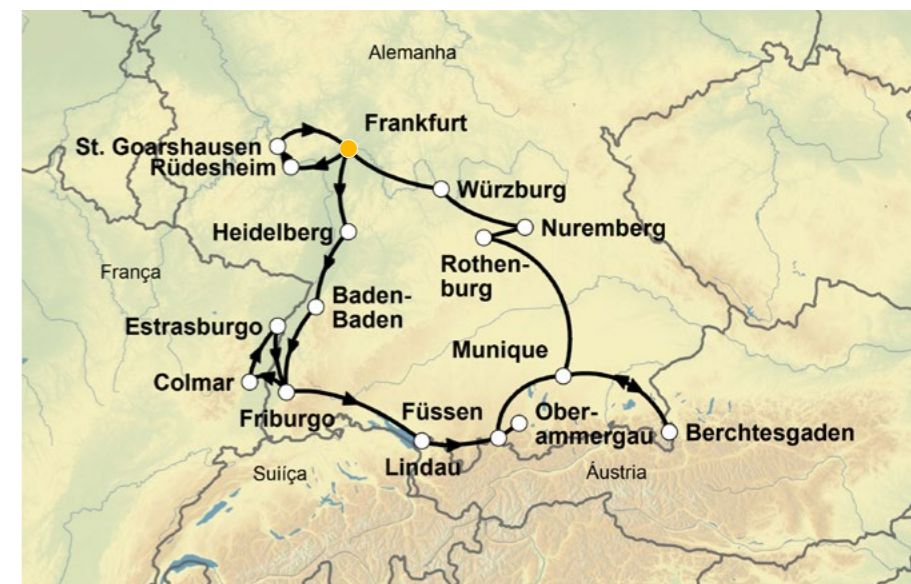 Alemanha
Frankfurt
St. Goarshausen
Rüdesheim
Würzburg
Nuremberg
Heidelberg
Rothen-
burg
França
Baden-
Baden
Estrasburgo
Munique
Colmar
Friburgo
Füssen
Ober-
ammergau
Berchtesgaden
Lindau
Suiíça
Áustria